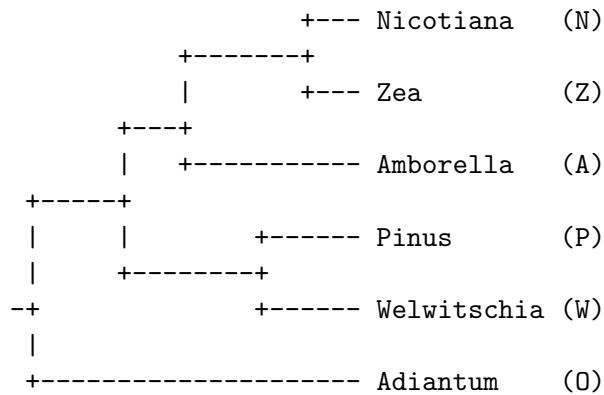 Nicotiana (N)
Zea (Z)
Amborella (A)
Pinus (P)
Welwitschia (W)
Adiantum (O)